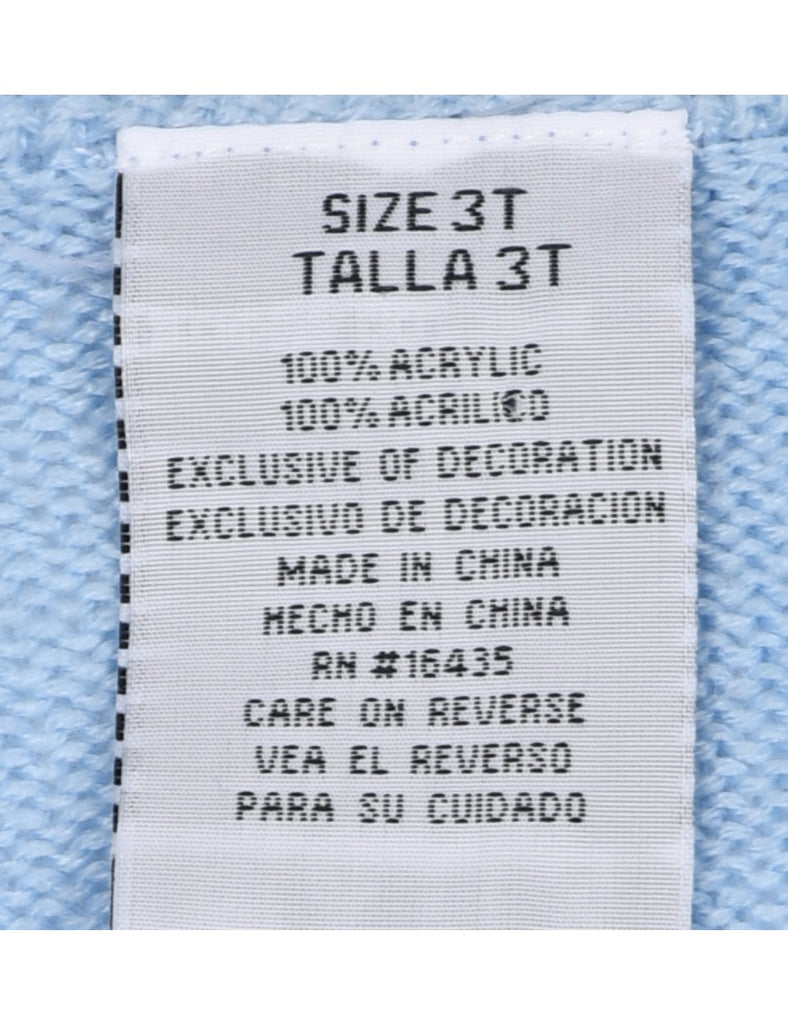 SIZE 3T
TALLA 3T
100% ACRYLIC
100% ACRILICO
EXCLUSIVE OF DECORATION
EXCLUSIVO DE DECORACION
MADE IN CHINA
HECHO EN CHINA
RN #16435
CARE ON REVERSE
VEA EL REVERSO
PARA SU CUIDADO